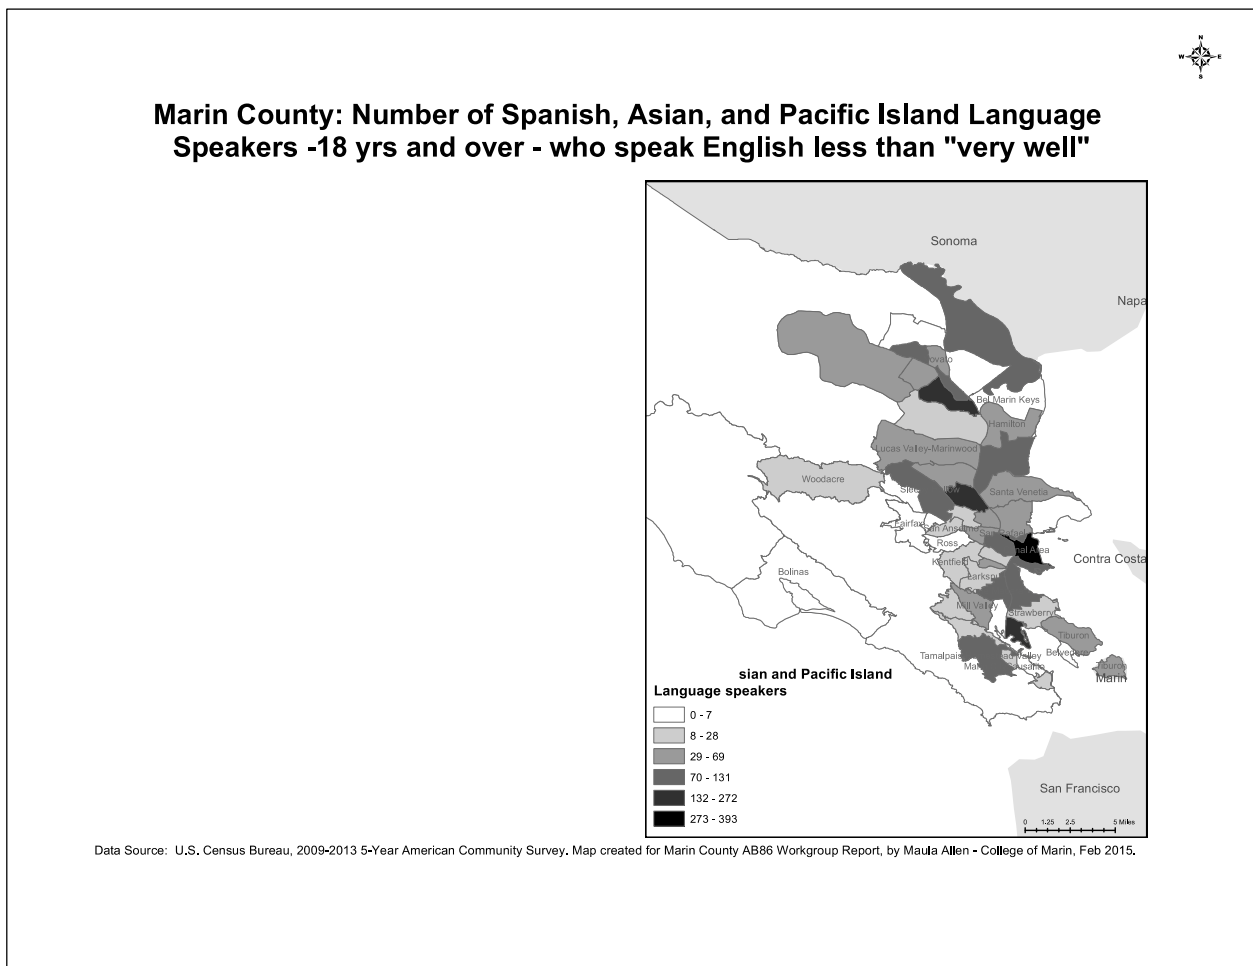 N
W E
S
Marin County: Number of Spanish, Asian, and Pacific Island Language
Speakers -18 yrs and over - who speak English less than "very well"
Sonoma
Napa
Bel Marin Keys
Hamilton
Lucas Valley-Marinwood
Woodacre
Santa Venetia
Fairfax
San Anselmo
Ross
nal Area
Contra Costa
Kentfield
Bolinas
Larkspu
Mill Valley
Strawberry
Tiburon
Belvedere
Tamalpais
Valley
Tiburon
Marin
sian and Pacific Island
Language speakers
0 - 7
8 - 28
29 - 69
70 - 131
132 - 272
273 - 393
San Francisco
0 1.25 2.5 5 Miles
Data Source: U.S. Census Bureau, 2009-2013 5-Year American Community Survey. Map created for Marin County AB86 Workgroup Report, by Maula Allen - College of Marin, Feb 2015.